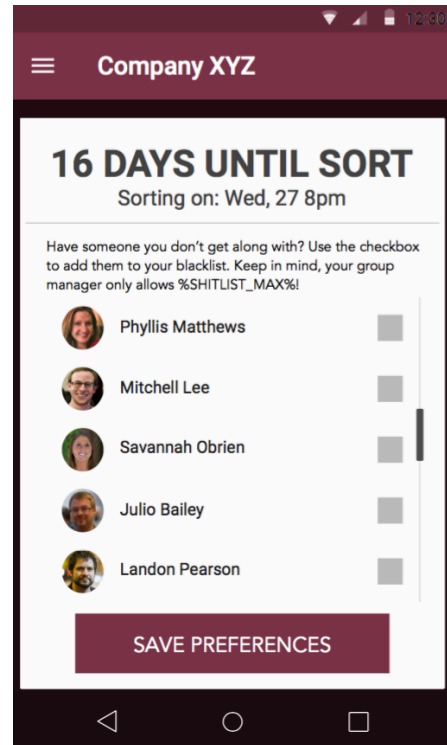 12:30
Company XYZ
16 DAYS UNTIL SORT
Sorting on: Wed, 27 8pm
Have someone you don’t get along with? Use the checkbox
to add them to your blacklist. Keep in mind, your group
manager only allows %SHITLIST_MAX%!
Phyllis Matthews
Mitchell Lee
Savannah Obrien
Julio Bailey
Landon Pearson
SAVE PREFERENCES